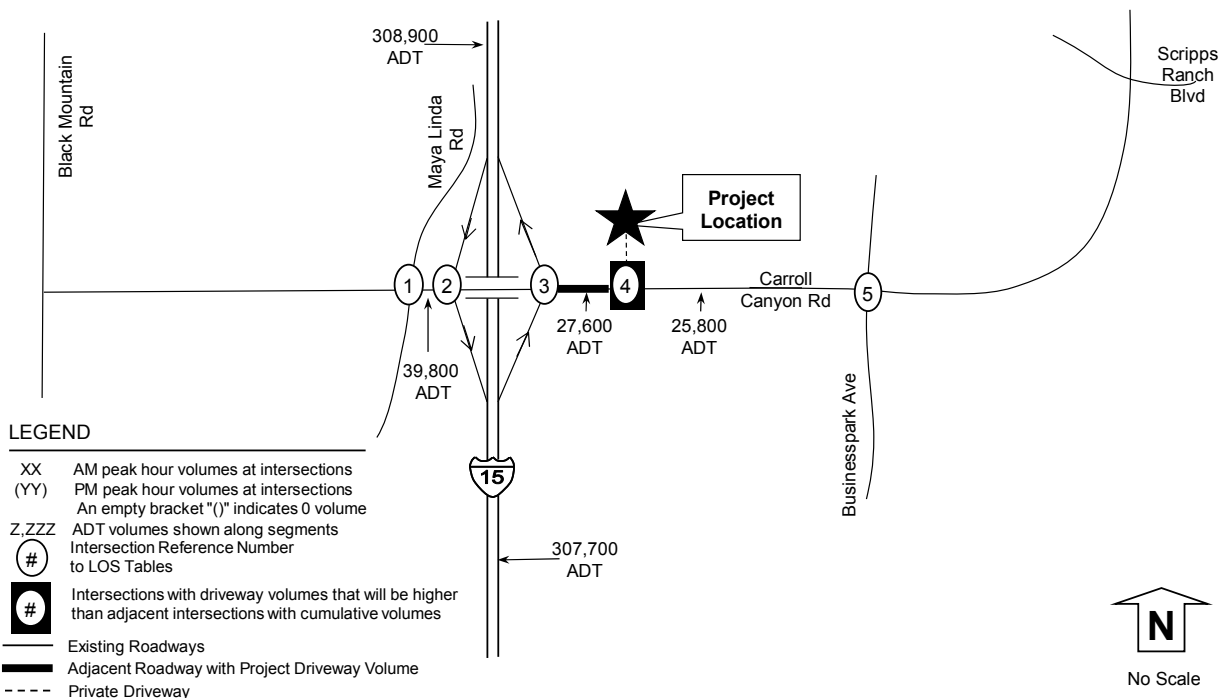 308,900
ADT
Black Mountain
Rd
Maya Linda
Rd
Scripps
Ranch
Blvd
Project
Location
1
2
3
4
5
Carroll
Canyon Rd
27,600
ADT
25,800
ADT
39,800
ADT
Businesspark Ave
15
307,700
ADT
LEGEND
XX AM peak hour volumes at intersections
(YY) PM peak hour volumes at intersections
An empty bracket "()" indicates 0 volume
Z,ZZZ ADT volumes shown along segments
# Intersection Reference Number
to LOS Tables
# Intersections with driveway volumes that will be higher
than adjacent intersections with cumulative volumes
Existing Roadways
Adjacent Roadway with Project Driveway Volume
Private Driveway
N
No Scale